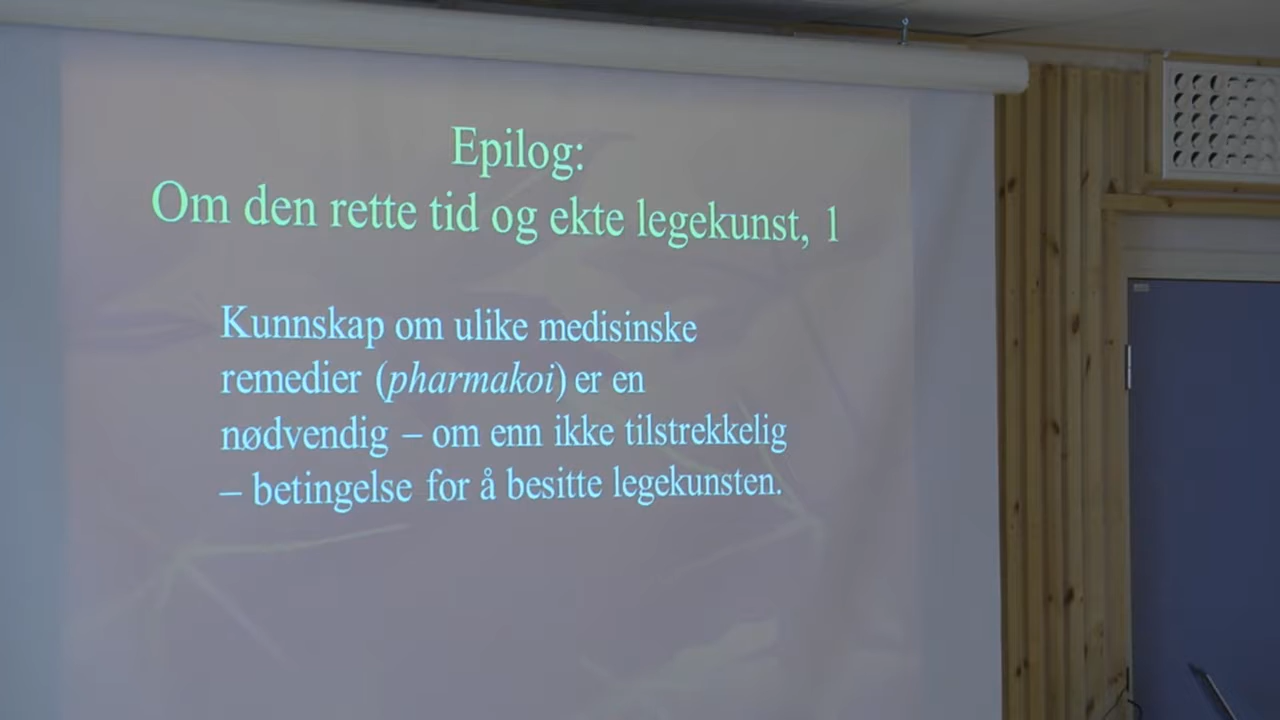 Epilog:
Om den rette tid og ekte legekunst, 1
Kunnskap om ulike medisinske
remedier (pharmakoi) er en
nødvendig – om enn ikke tilstrekkelig
– betingelse for å besitte legekunsten.